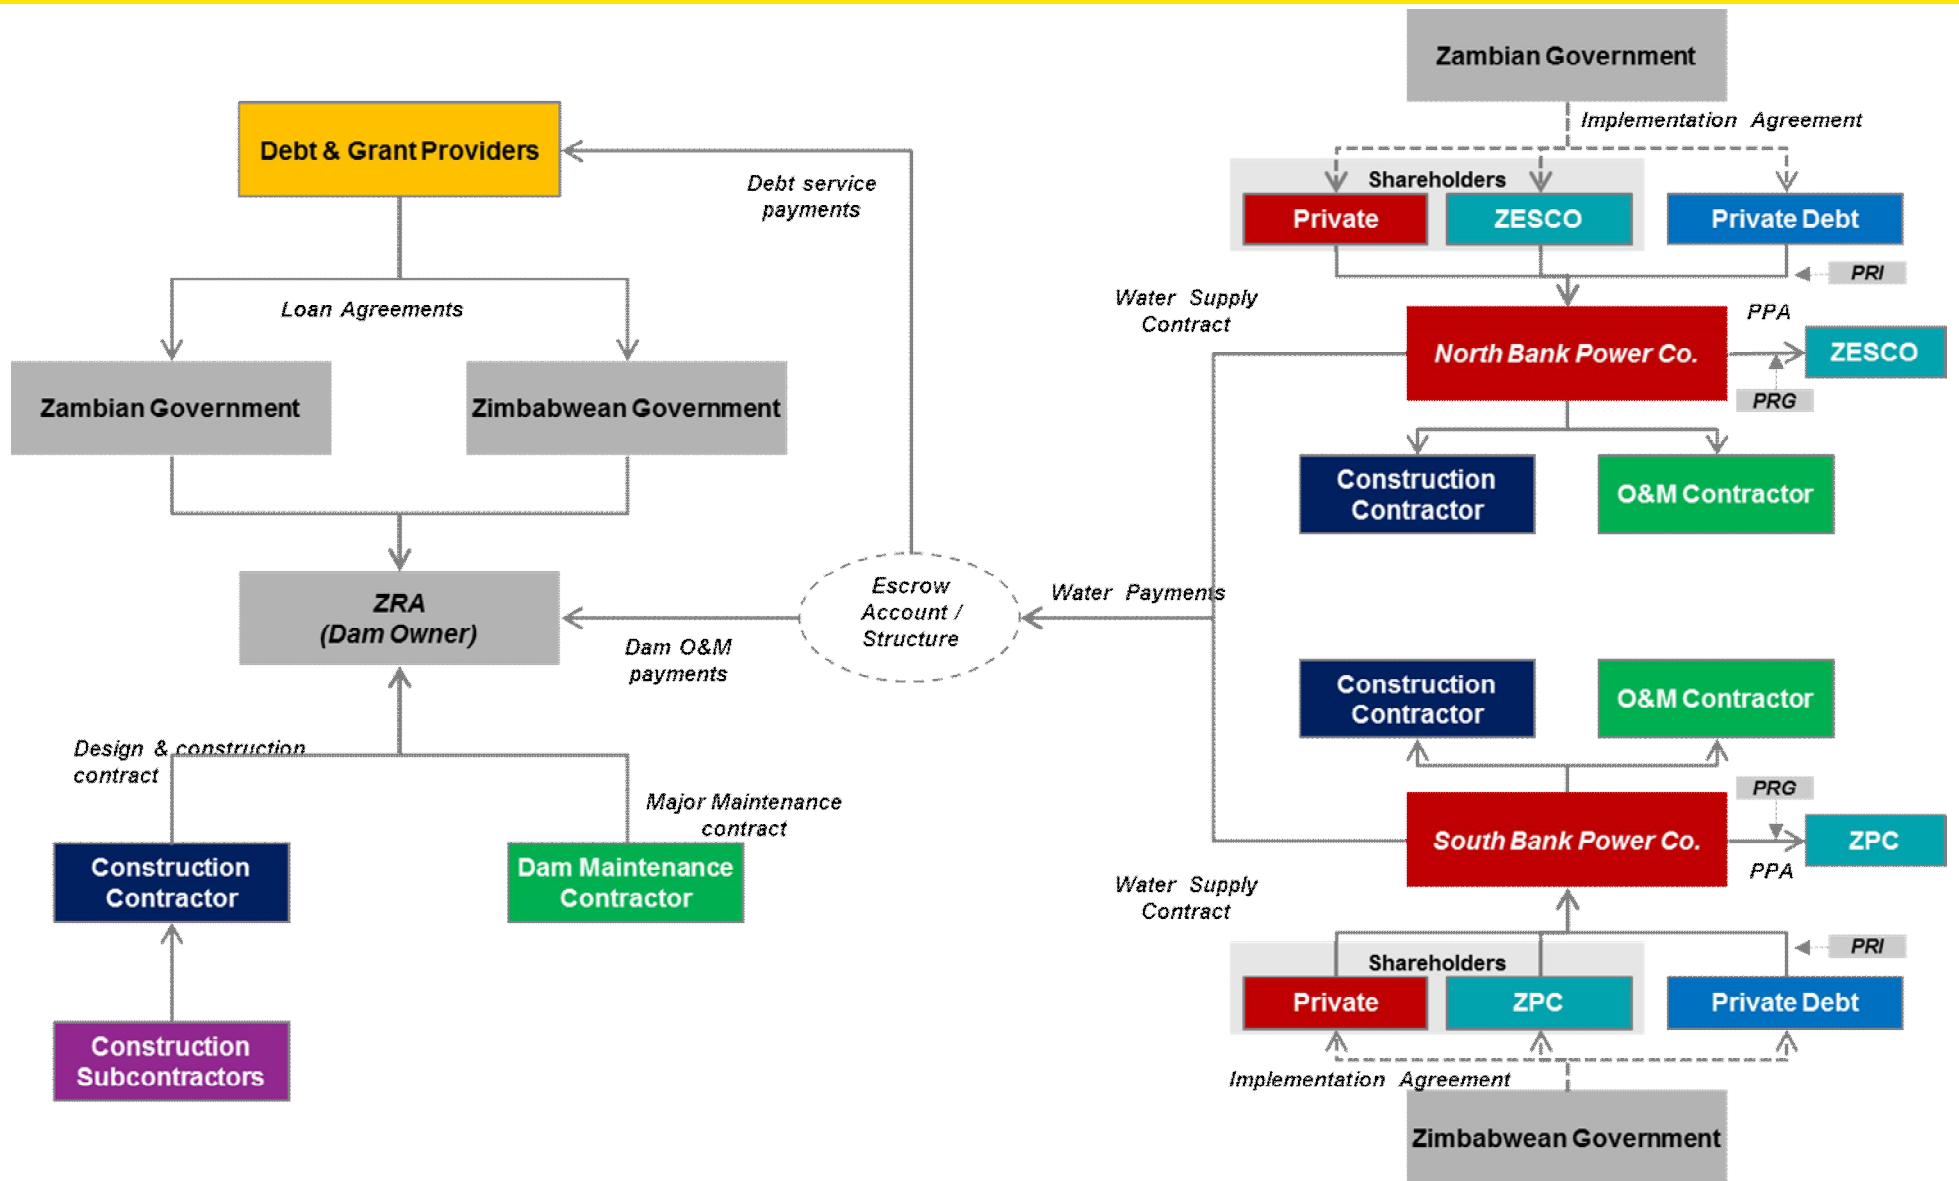 Zambian Government
Implementation Agreement
Debt & Grant Providers
Debt service
payments
Shareholders
Private
ZESCO
Private Debt
PRI
Loan Agreements
Water Supply
Contract
PPA
North Bank Power Co.
ZESCO
PRG
Zambian Government
Zimbabwean Government
Construction
Contractor
O&M Contractor
ZRA
(Dam Owner)
Escrow
Account /
Structure
Water Payments
Dam O&M
payments
Construction
Contractor
O&M Contractor
Design & construction
contract
Major Maintenance
contract
PRG
South Bank Power Co.
ZPC
PPA
Construction
Contractor
Dam Maintenance
Contractor
Water Supply
Contract
PRI
Shareholders
Private
ZPC
Private Debt
Construction
Subcontractors
Implementation Agreement
Zimbabwean Government